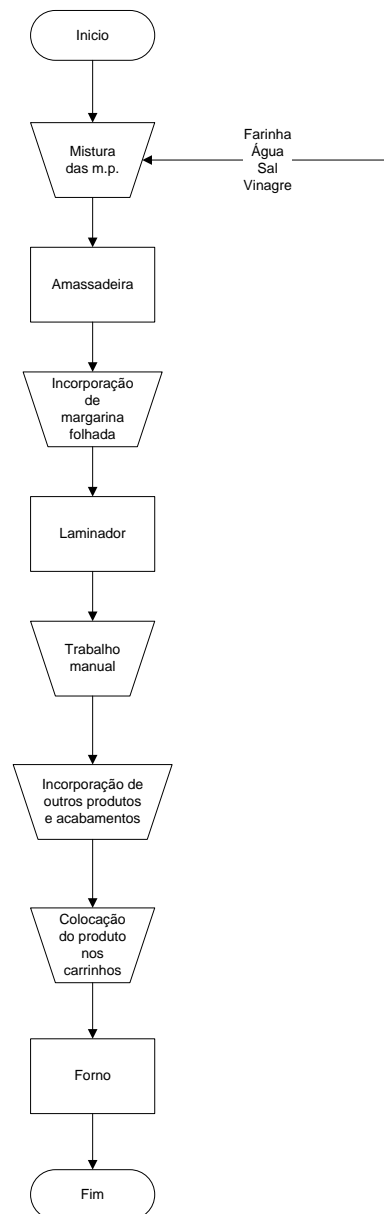 Inicio
Mistura
das m.p.
Farinha
Água
Sal
Vinagre
Amassadeira
Incorporação
de
margarina
folhada
Laminador
Trabalho
manual
Incorporação de
outros produtos
e acabamentos
Colocação
do produto
nos
carrinhos
Forno
Fim